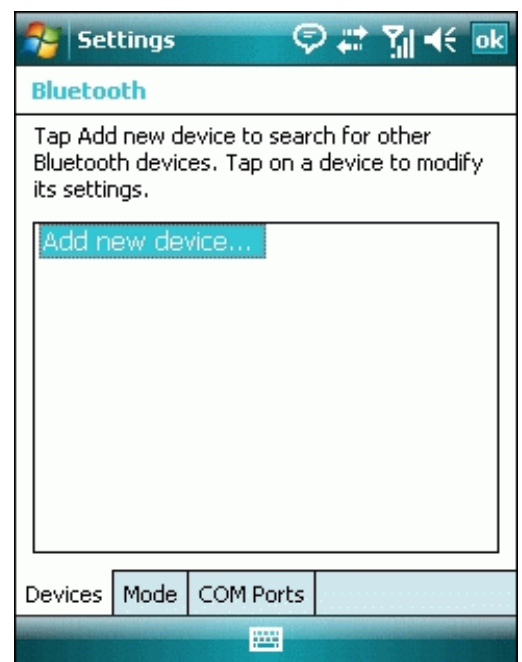 Settings ok
Bluetooth
Tap Add new device to search for other
Bluetooth devices. Tap on a device to modify
its settings.
Add new device...
Devices Mode COM Ports